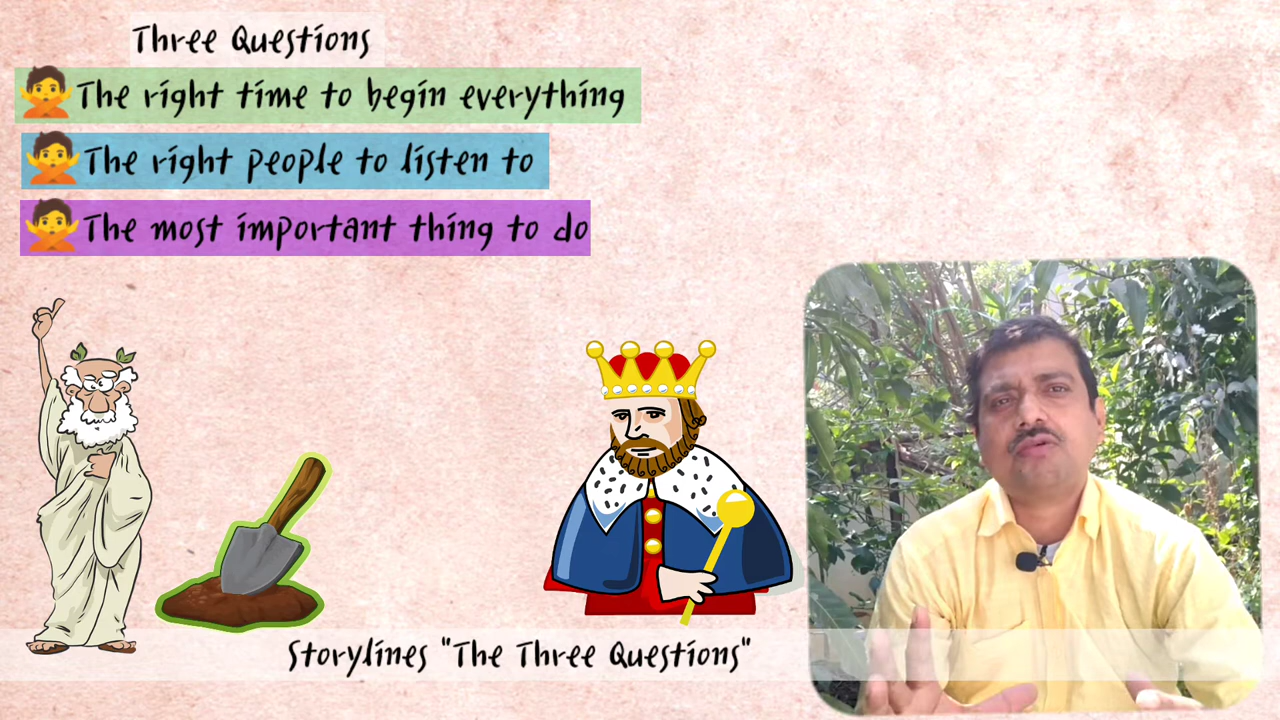 Three Questions
The right time to begin everything
The right people to listen to
The most important thing to do
Storylines "The Three Questions"